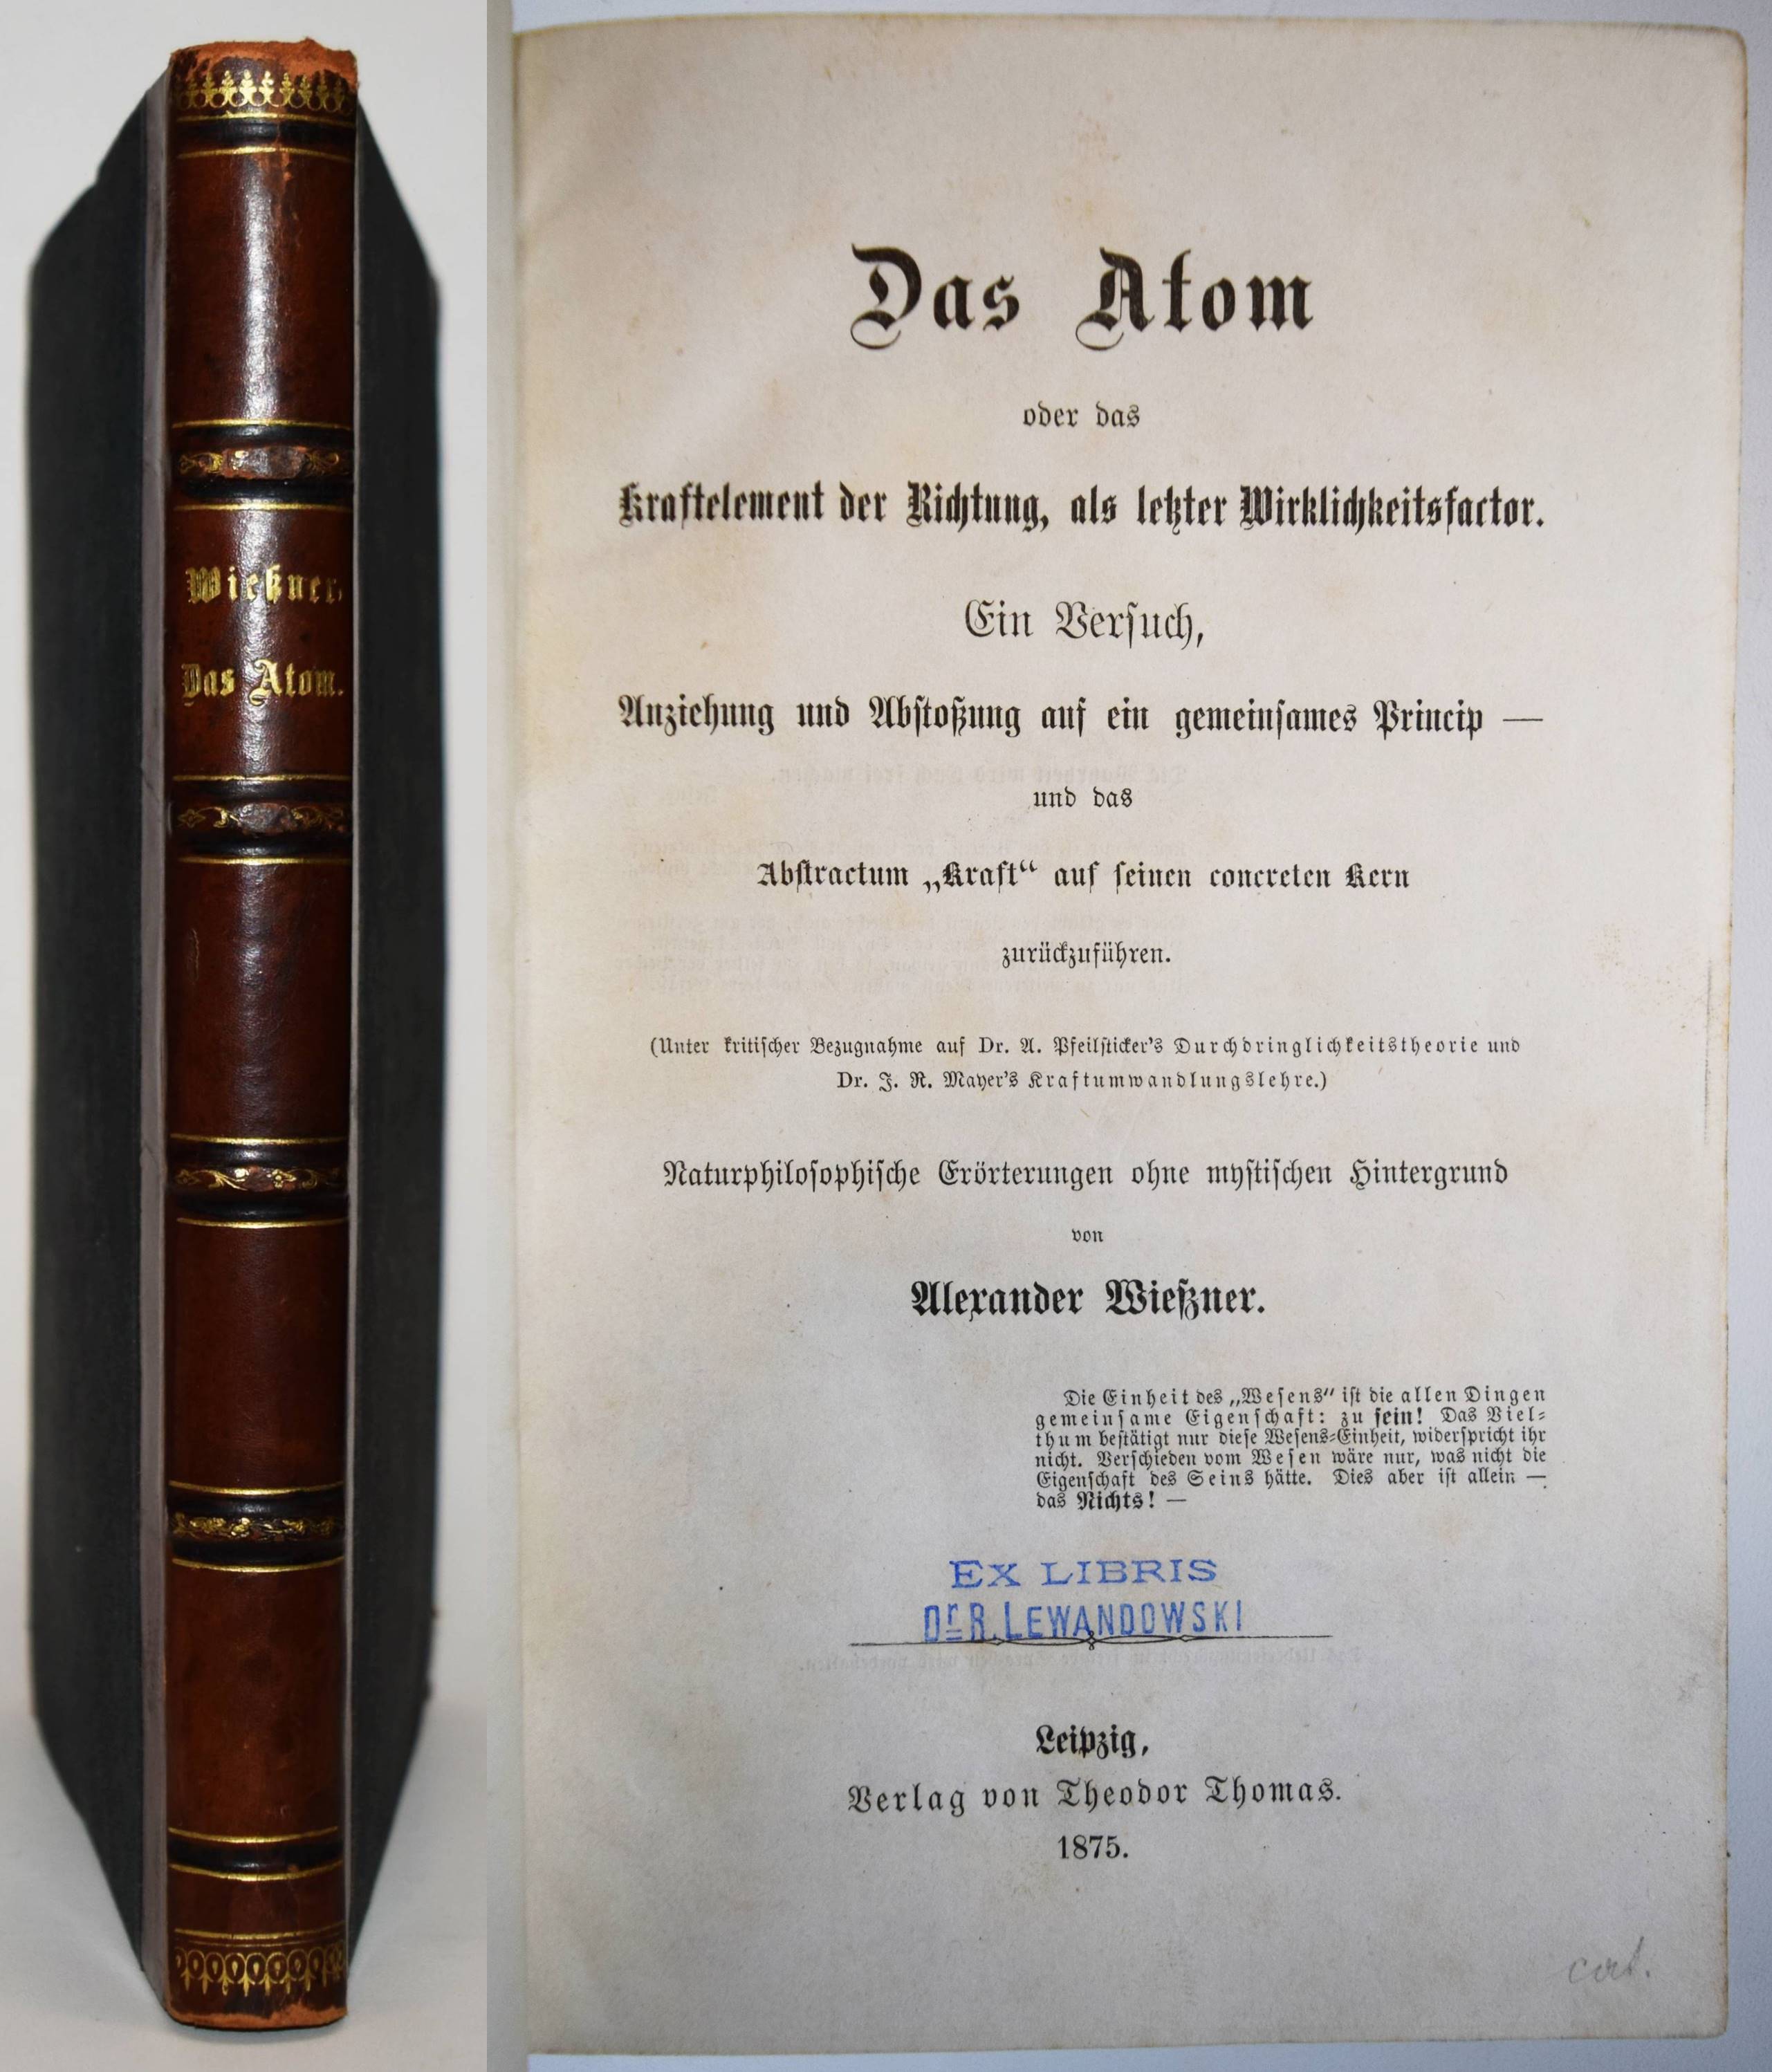 Wießner.
Das Atom.
Das Atom
oder das
Kraftelement der Richtung, als letzter Wirklichkeitsfactor.
Ein Versuch,
Anziehung und Abstoßung auf ein gemeinsames Princip —
und das
Abstractum „Kraft“ auf seinen concreten Kern
zurückzuführen.
(Unter kritischer Bezugnahme auf Dr. A. Pfeilsticker's Durchdringlichkeitstheorie und
Dr. J. R. Mayer's Kraftumwandlungslehre.)
Naturphilosophische Erörterungen ohne mystischen Hintergrund
von
Alexander Wießner.
Die Einheit des „Wesens“ ist die allen Dingen
gemeinsame Eigenschaft: zu sein! Das Viel-
thum bestätigt nur diese Wesens-Einheit, widerspricht ihr
nicht. Verschieden vom Wesen wäre nur, was nicht die
Eigenschaft des Seins hätte. Dies aber ist allein —
das Nichts! —
EX LIBRIS
Dr R. LEWANDOWSKI
Leipzig,
Verlag von Theodor Thomas.
1875.